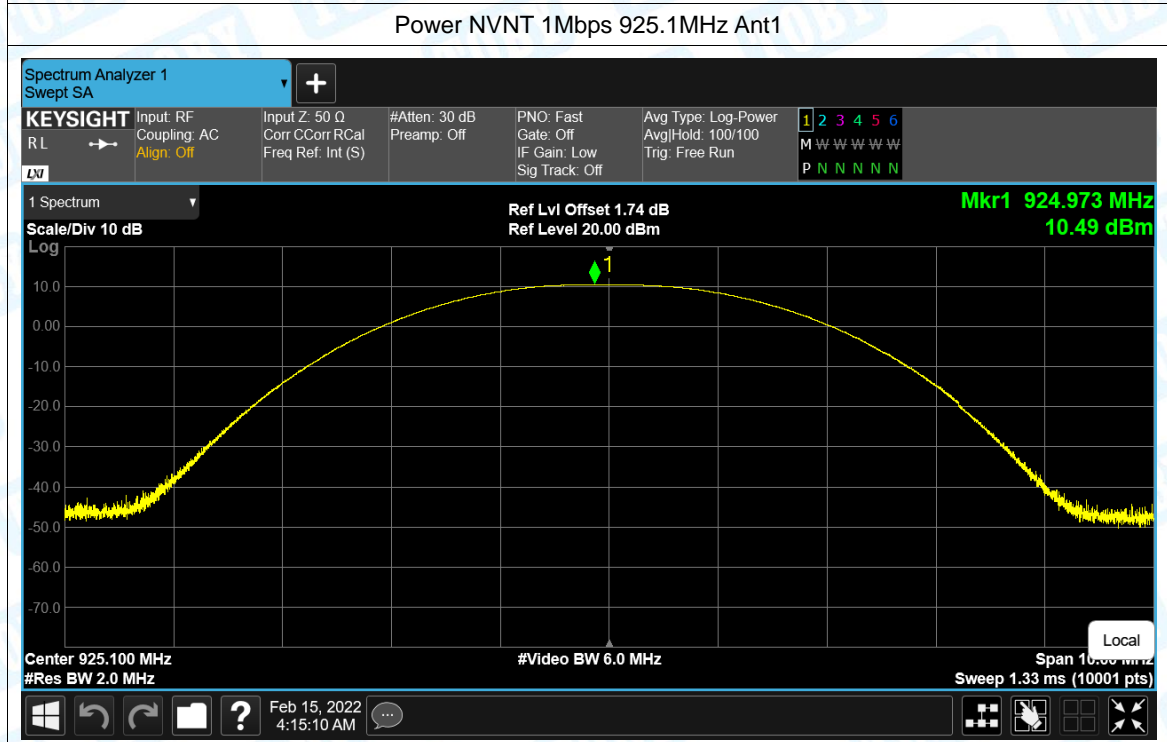 Power NVNT 1Mbps 925.1MHz Ant1
Spectrum Analyzer 1
Swept SA
+
KEYSIGHT Input: RF
RL
Coupling: AC
Align: Off
LXI
Input Z: 50 Ω
Corr CCorr RCal
Freq Ref: Int (S)
#Atten: 30 dB
Preamp: Off
PNO: Fast
Gate: Off
IF Gain: Low
Sig Track: Off
Avg Type: Log-Power
Avg|Hold: 100/100
Trig: Free Run
1 2 3 4 5 6
M W W W W W W
P N N N N N N
1 Spectrum
Scale/Div 10 dB
Log
Ref Lvl Offset 1.74 dB
Ref Level 20.00 dBm
Mkr1 924.973 MHz
10.49 dBm
1
10.0
0.00
-10.0
-20.0
-30.0
-40.0
-50.0
-60.0
-70.0
Local
Center 925.100 MHz
#Video BW 6.0 MHz
Span 10.00 MHz
#Res BW 2.0 MHz
Sweep 1.33 ms (10001 pts)
?
Feb 15, 2022
4:15:10 AM
TOBY